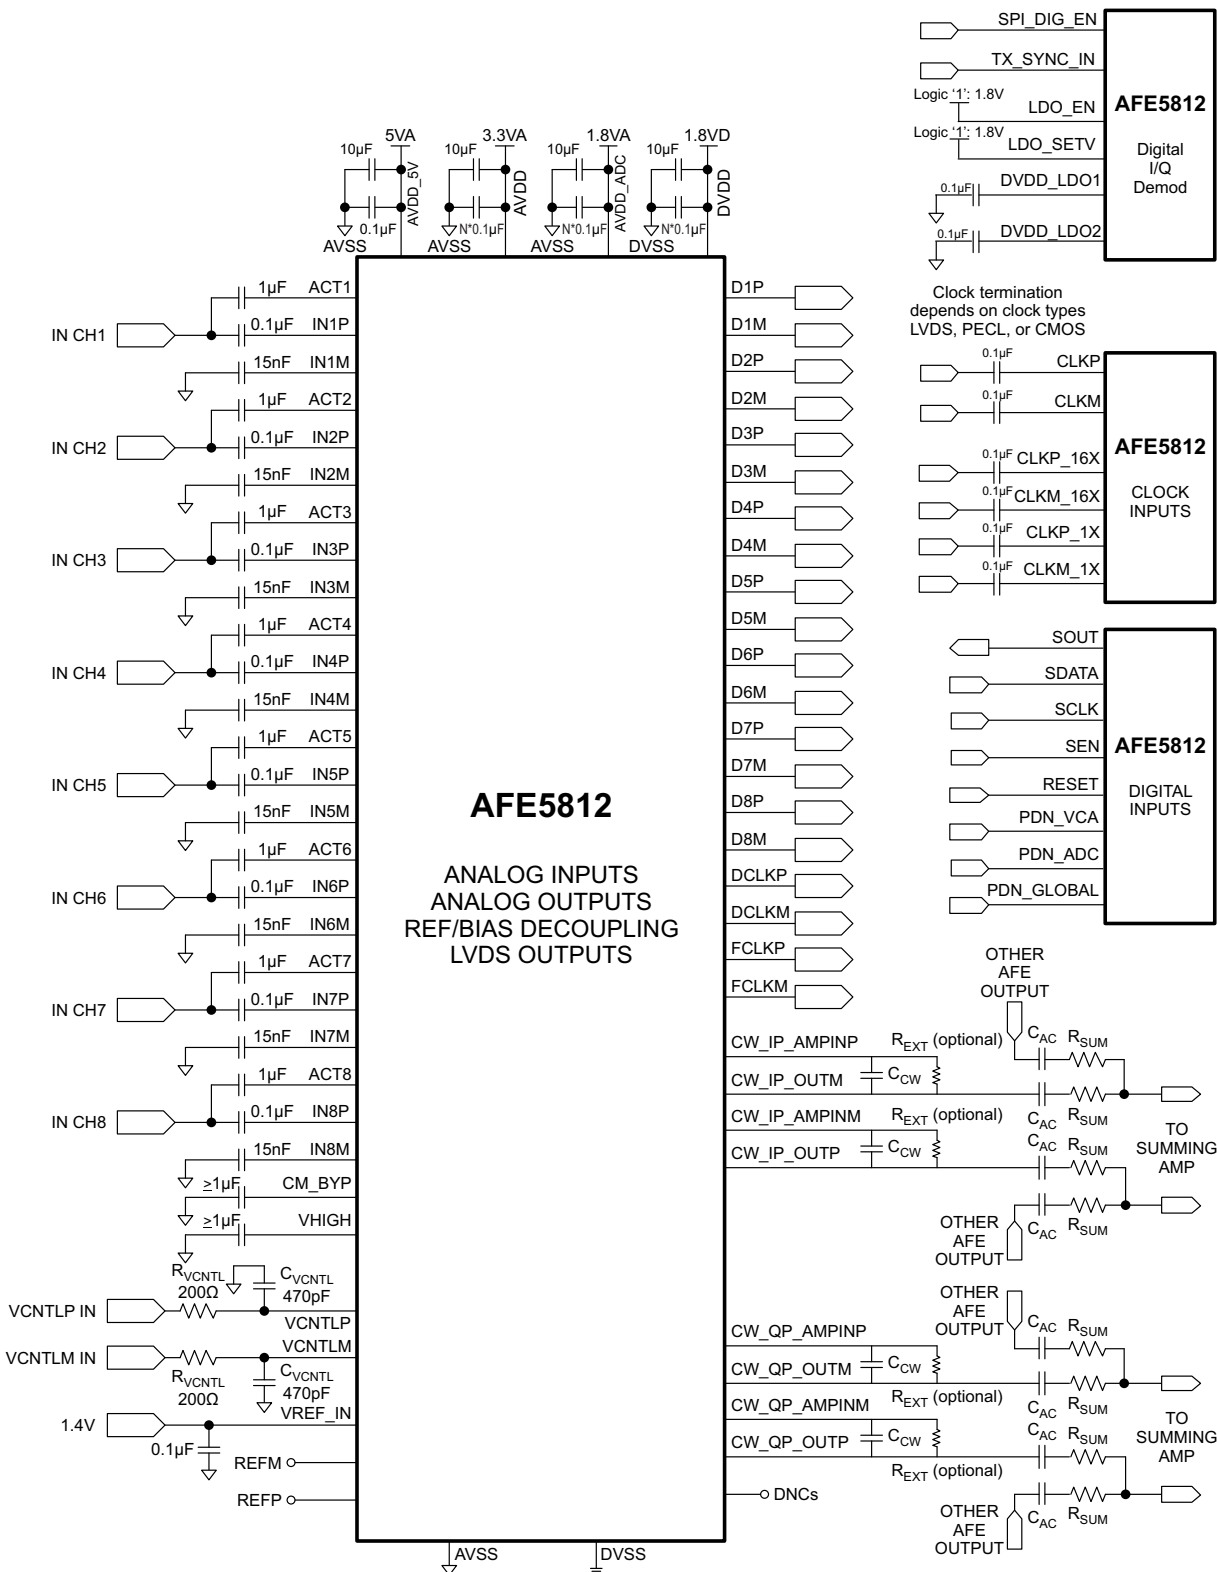 SPI_DIG_EN
TX_SYNC_IN
Logic '1': 1.8V
LDO_EN
Logic '1': 1.8V
LDO_SETV
0.1µF
DVDD_LDO1
0.1µF
DVDD_LDO2
AFE5812
Digital
I/Q
Demod
5VA
3.3VA
1.8VA
1.8VD
10µF
10µF
10µF
10µF
AVDD_5V
AVDD
AVDD_ADC
DVDD
0.1µF
N*0.1µF
N*0.1µF
N*0.1µF
AVSS
AVSS
AVSS
DVSS
1µF ACT1
IN CH1
0.1µF IN1P
15nF IN1M
1µF ACT2
IN CH2
0.1µF IN2P
15nF IN2M
1µF ACT3
IN CH3
0.1µF IN3P
15nF IN3M
1µF ACT4
IN CH4
0.1µF IN4P
15nF IN4M
1µF ACT5
IN CH5
0.1µF IN5P
15nF IN5M
1µF ACT6
IN CH6
0.1µF IN6P
15nF IN6M
1µF ACT7
IN CH7
0.1µF IN7P
15nF IN7M
1µF ACT8
IN CH8
0.1µF IN8P
15nF IN8M
≥1µF CM_BYP
≥1µF VHIGH
RVCNTL
200Ω
CVCNTL
470pF
VCNTLP IN
VCNTLP
VCNTLM IN
VCNTLM
RVCNTL
200Ω
CVCNTL
470pF
1.4V
VREF_IN
0.1µF
REFM
REFP
AFE5812
ANALOG INPUTS
ANALOG OUTPUTS
REF/BIAS DECOUPLING
LVDS OUTPUTS
AVSS
DVSS
D1P
D1M
D2P
D2M
D3P
D3M
D4P
D4M
D5P
D5M
D6P
D6M
D7P
D7M
D8P
D8M
DCLKP
DCLKM
FCLKP
FCLKM
Clock termination
depends on clock types
LVDS, PECL, or CMOS
0.1µF
CLKP
0.1µF
CLKM
0.1µF
CLKP_16X
0.1µF
CLKM_16X
0.1µF
CLKP_1X
0.1µF
CLKM_1X
AFE5812
CLOCK
INPUTS
SOUT
SDATA
SCLK
SEN
RESET
PDN_VCA
PDN_ADC
PDN_GLOBAL
AFE5812
DIGITAL
INPUTS
OTHER
AFE
OUTPUT
CAC
RSUM
CW_IP_AMPINP
REXT (optional)
CCW
CW_IP_OUTM
CAC
RSUM
CW_IP_AMPINM
REXT (optional)
CAC
RSUM
CCW
CW_IP_OUTP
TO
SUMMING
AMP
OTHER
AFE
OUTPUT
CAC
RSUM
OTHER
AFE
OUTPUT
CAC
RSUM
CW_QP_AMPINP
CCW
CW_QP_OUTM
REXT (optional)
CAC
RSUM
CW_QP_AMPINM
CAC
RSUM
CCW
CW_QP_OUTP
REXT (optional)
TO
SUMMING
AMP
DNCs
OTHER
AFE
OUTPUT
CAC
RSUM